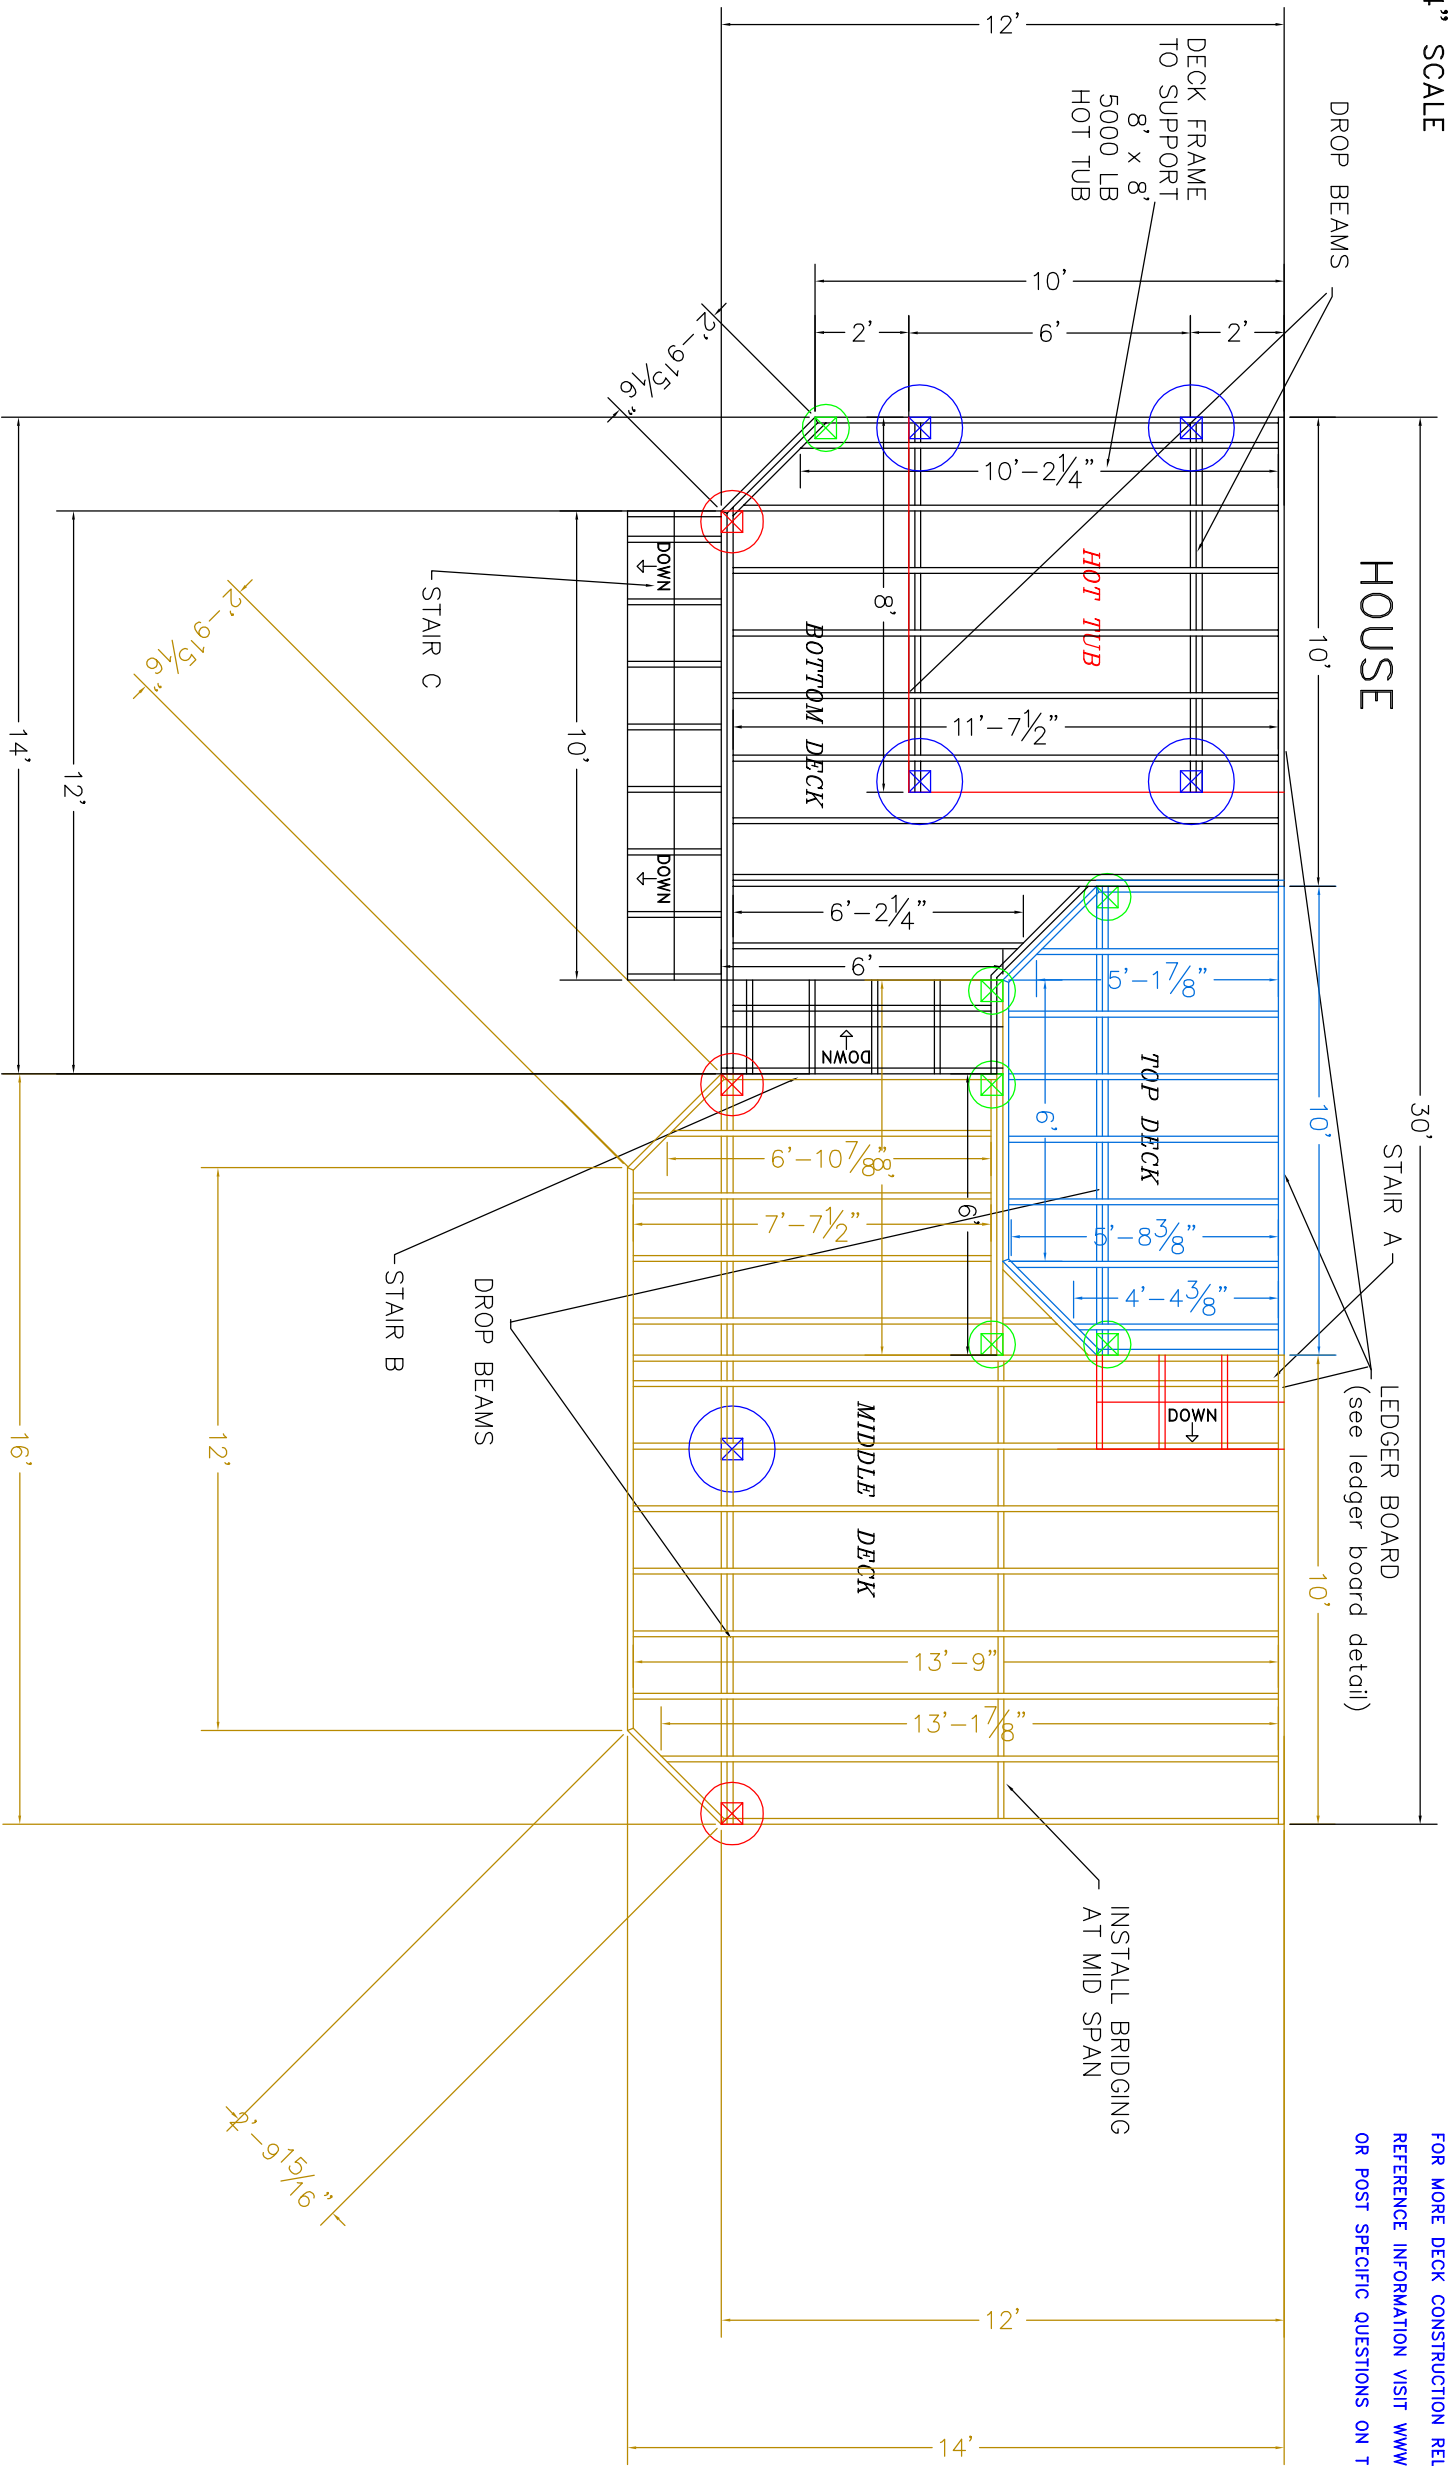 4" SCALE
FOR MORE DECK CONSTRUCTION REL
REFERENCE INFORMATION VISIT WWW
OR POST SPECIFIC QUESTIONS ON T
HOUSE
30'
DROP BEAMS
10'
10'
10'
STAIR A
LEDGER BOARD
(see ledger board detail)
DECK FRAME
TO SUPPORT
8' x 8'
5000 LB
HOT TUB
12'
10'
2'
6'
2'
2'-9 15/16"
10'-2 1/4"
HOT TUB
8'
BOTTOM DECK
11'-7 1/2"
6'-2 1/4"
6'
5'-1 7/8"
TOP DECK
6'
5'-8 3/8"
4'-4 3/8"
DOWN
DOWN
6'
8'
6'-10 7/8"
7'-7 1/2"
MIDDLE DECK
13'-9"
13'-1 7/8"
INSTALL BRIDGING
AT MID SPAN
DOWN
DOWN
STAIR C
10'
2'-9 15/16"
STAIR B
DROP BEAMS
12'
2'-9 15/16"
12'
14'
12'
14'
16'